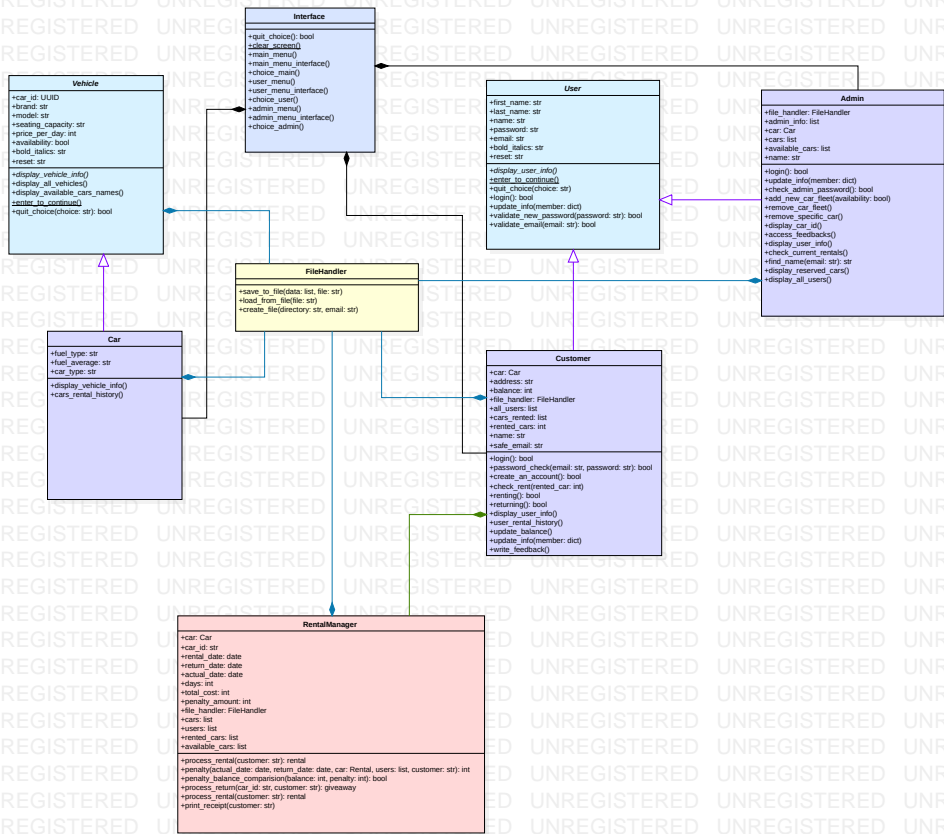 Interface
+quit_choice(): bool
+clear_screen()
+main_menu()
+main_menu_interface()
+choice_main()
+user_menu()
+user_menu_interface()
+choice_user()
+admin_menu()
+admin_menu_interface()
+choice_admin()
Vehicle
+car_id: UUID
+brand: str
+model: str
+seating_capacity: str
+price_per_day: int
+availability: bool
+bold_italics: str
+reset: str
+display_vehicle_info()
+display_all_vehicles()
+display_available_cars_names()
+enter_to_continue()
+quit_choice(choice: str): bool
User
+first_name: str
+last_name: str
+name: str
+password: str
+email: str
+bold_italics: str
+reset: str
+display_user_info()
+enter_to_continue()
+quit_choice(choice: str)
+login(): bool
+update_info(member: dict)
+validate_new_password(password: str): bool
+validate_email(email: str): bool
Admin
+file_handler: FileHandler
+admin_info: list
+car: Car
+cars: list
+available_cars: list
+name: str
+login(): bool
+update_info(member: dict)
+check_admin_password(): bool
+add_new_car_fleet(availability: bool)
+remove_car_fleet()
+remove_specific_car()
+display_car_id()
+access_feedbacks()
+display_user_info()
+check_current_rentals()
+find_name(email: str): str
+display_reserved_cars()
+display_all_users()
FileHandler
+save_to_file(data: list, file: str)
+load_from_file(file: str)
+create_file(directory: str, email: str)
Car
+fuel_type: str
+fuel_average: str
+car_type: str
+display_vehicle_info()
+cars_rental_history()
Customer
+car: Car
+address: str
+balance: int
+file_handler: FileHandler
+all_users: list
+cars_rented: list
+rented_cars: int
+name: str
+safe_email: str
+login(): bool
+password_check(email: str, password: str): bool
+create_an_account(): bool
+check_rent(rented_car: int)
+renting(): bool
+returning(): bool
+display_user_info()
+user_rental_history()
+update_balance()
+update_info(member: dict)
+write_feedback()
RentalManager
+car: Car
+car_id: str
+rental_date: date
+return_date: date
+actual_date: date
+days: int
+total_cost: int
+penalty_amount: int
+file_handler: FileHandler
+cars: list
+users: list
+rented_cars: list
+available_cars: list
+process_rental(customer: str): rental
+penalty(actual_date: date, return_date: date, car: Rental, users: list, customer: str): int
+penalty_balance_comparision(balance: int, penalty: int): bool
+process_return(car_id: str, customer: str): giveaway
+process_rental(customer: str): rental
+print_receipt(customer: str)